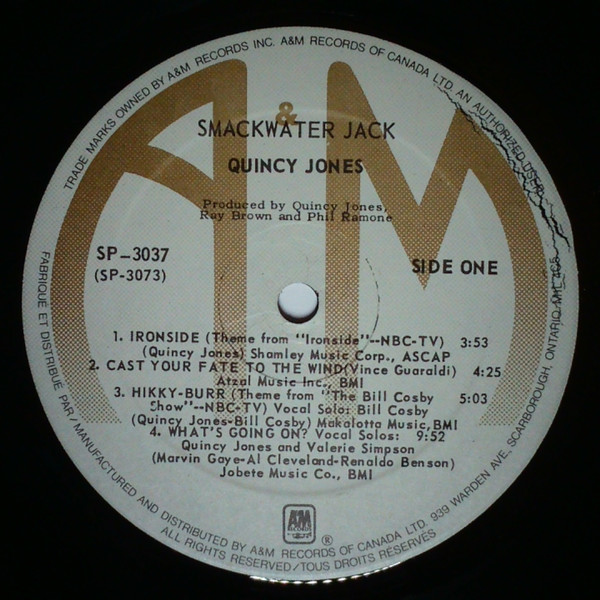 TRADE MARKS OWNED BY A&M RECORDS INC. A&M RECORDS OF CANADA LTD. AN AUTHORIZED USER
A&M
SMACKWATER JACK
QUINCY JONES
Produced by Quincy Jones,
Ray Brown and Phil Ramone
SP-3037
(SP-3073)
SIDE ONE
1. IRONSIDE (Theme from "Ironside"--NBC-TV) 3:53
(Quincy Jones) Shamley Music Corp., ASCAP
2. CAST YOUR FATE TO THE WIND(Vince Guaraldi) 4:25
Atzal Music Inc., BMI
3. HIKKY-BURR (Theme from "The Bill Cosby 5:03
Show"--NBC-TV) Vocal Solo: Bill Cosby
(Quincy Jones-Bill Cosby) Makalotta Music,BMI
4. WHAT'S GOING ON? Vocal Solos: 9:52
Quincy Jones and Valerie Simpson
(Marvin Gaye-Al Cleveland-Renaldo Benson)
Jobete Music Co., BMI
A&M
RECORDS
®
FABRIQUÉ ET DISTRIBUÉ PAR/MANUFACTURED AND DISTRIBUTED BY A&M RECORDS OF CANADA LTD. 939 WARDEN AVE, SCARBOROUGH, ONTARIO M1L 4C5
ALL RIGHTS RESERVED/TOUS DROITS RÉSERVÉS